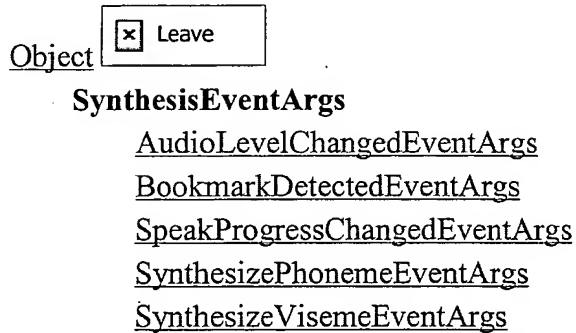 Object Leave
SynthesisEventArgs
AudioLevelChangedEventArgs
BookmarkDetectedEventArgs
SpeakProgressChangedEventArgs
SynthesizePhonemeEventArgs
SynthesizeVisemeEventArgs